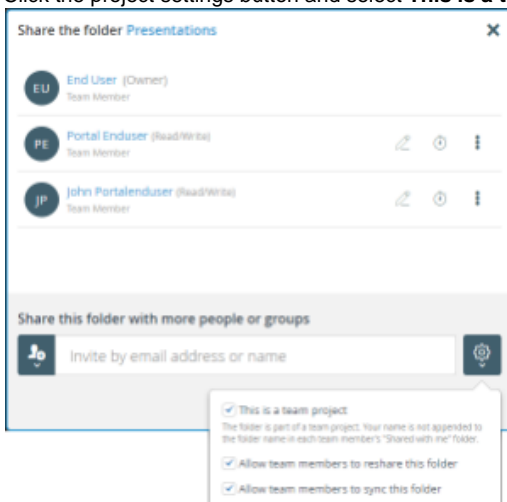 Click the project settings button and select This is a t
Share the folder Presentations
EU
End User (Owner)
Team Member
PE
Portal Enduser (Read/Write)
Team Member
JP
John Portalenduser (Read/Write)
Team Member
Share this folder with more people or groups
Invite by email address or name
This is a team project
The folder is part of a team project. Your name is not appended to
the folder name in each team member's "Shared with me" folder.
Allow team members to reshare this folder
Allow team members to sync this folder